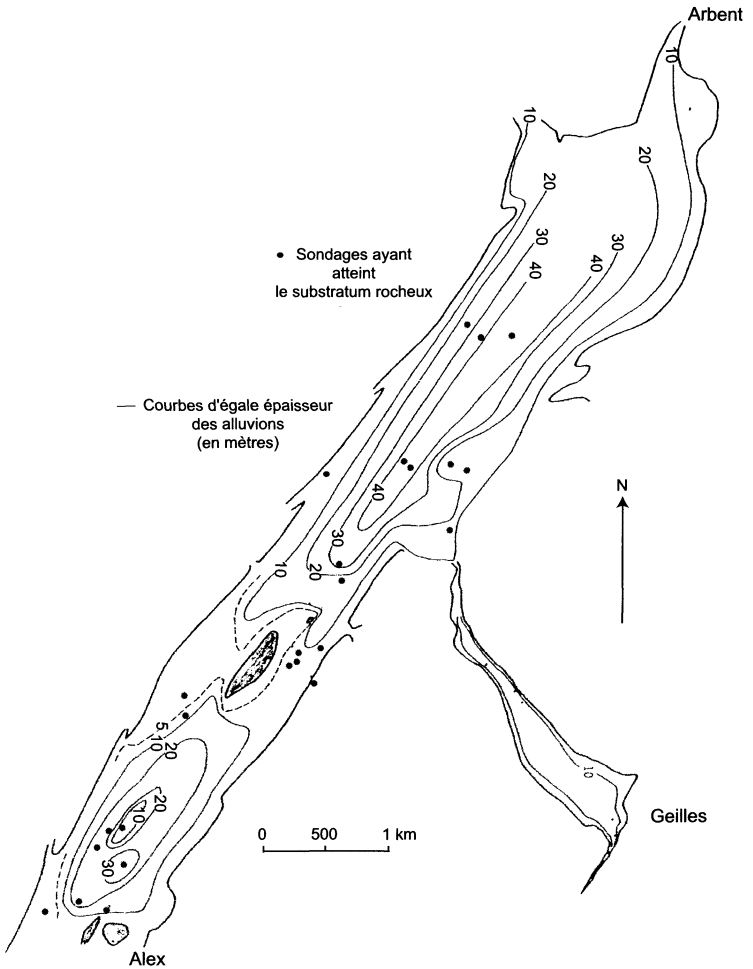 Arbent
10
10
20
20
30
30
40
40
● Sondages ayant
atteint
le substratum rocheux
— Courbes d'égale épaisseur
des alluvions
(en mètres)
40
N
30
20
10
5
10
20
20
10
30
10
Geilles
0 500 1 km
Alex